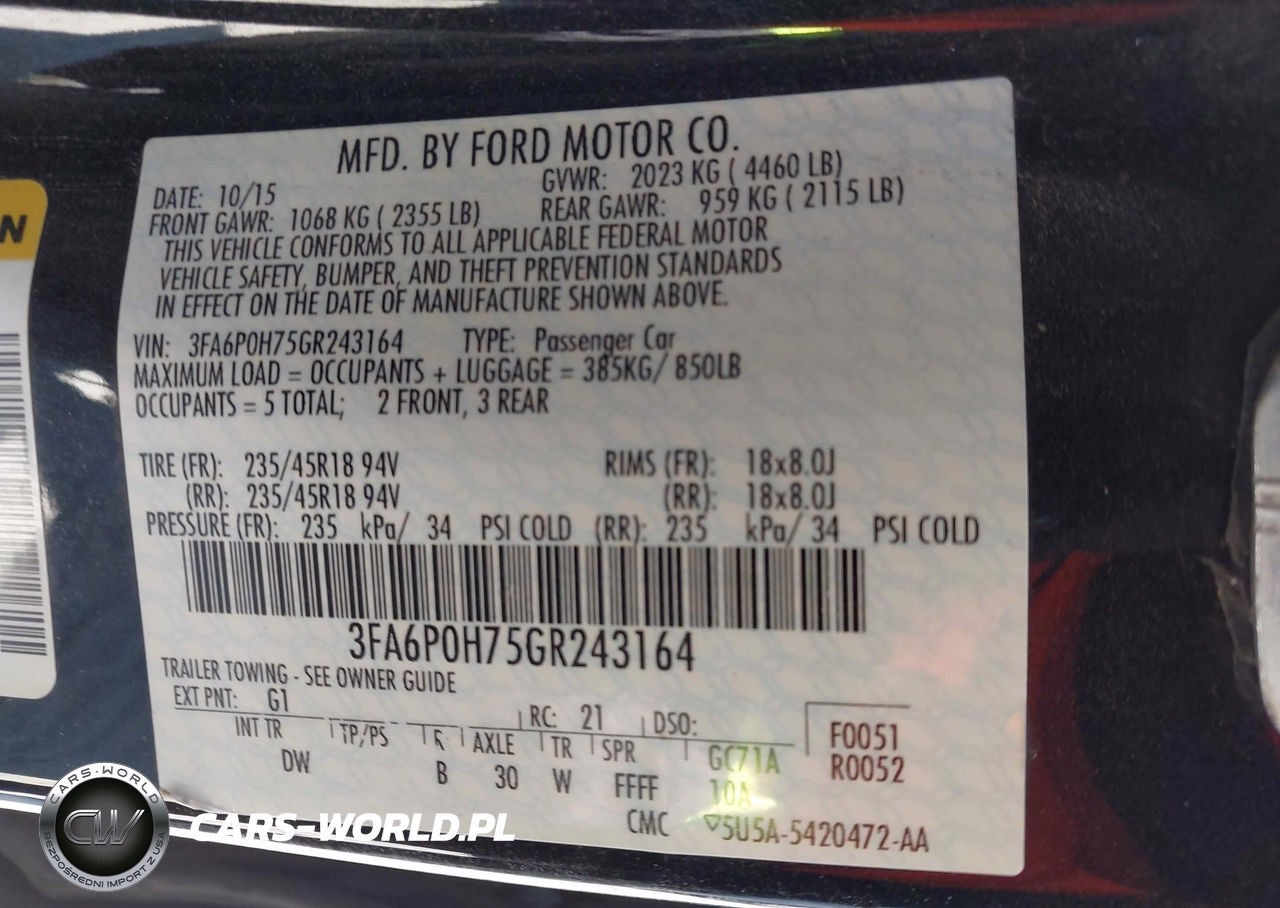 MFD. BY FORD MOTOR CO.
DATE: 10/15 GVWR: 2023 KG ( 4460 LB)
FRONT GAWR: 1068 KG ( 2355 LB) REAR GAWR: 959 KG ( 2115 LB)
THIS VEHICLE CONFORMS TO ALL APPLICABLE FEDERAL MOTOR
VEHICLE SAFETY, BUMPER, AND THEFT PREVENTION STANDARDS
IN EFFECT ON THE DATE OF MANUFACTURE SHOWN ABOVE.
VIN: 3FA6P0H75GR243164 TYPE: Passenger Car
MAXIMUM LOAD = OCCUPANTS + LUGGAGE = 385KG/ 850LB
OCCUPANTS = 5 TOTAL; 2 FRONT, 3 REAR
TIRE (FR): 235/45R18 94V RIMS (FR): 18x8.0J
(RR): 235/45R18 94V (RR): 18x8.0J
PRESSURE (FR): 235 kPa/ 34 PSI COLD (RR): 235 kPa/ 34 PSI COLD
3FA6P0H75GR243164
TRAILER TOWING - SEE OWNER GUIDE
EXT PNT: G1 RC: 21 DSO: F0051
INT TR TP/PS R AXLE TR SPR GC71A R0052
DW B 30 W FFFF 10A
CMC 5U5A-5420472-AA
N
CARS-WORLD
CW
BEZPOŚREDNI IMPORT Z USA
CARS-WORLD.PL